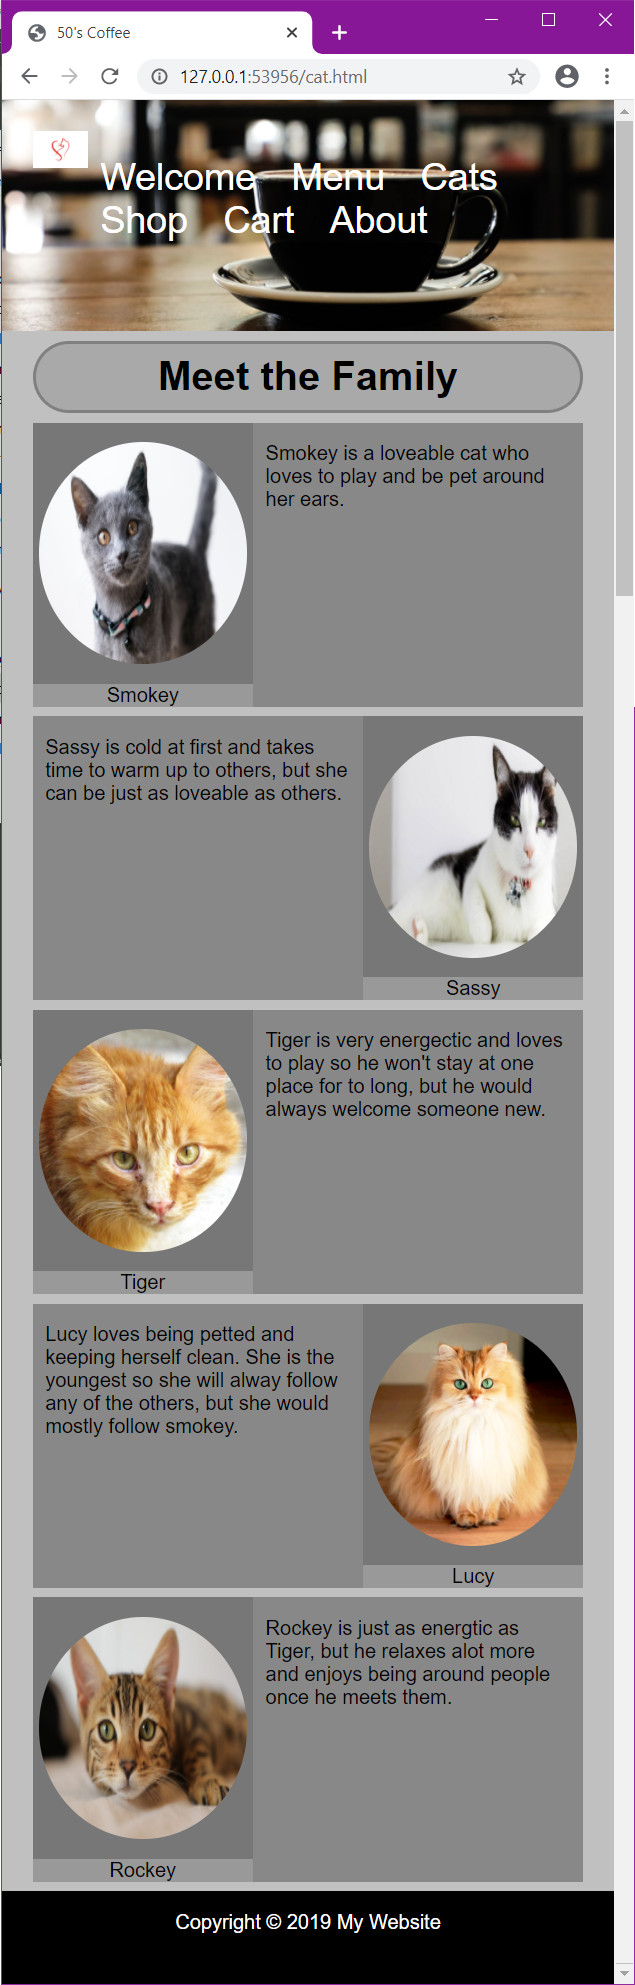 50's Coffee
127.0.0.1:53956/cat.html
Welcome Menu Cats
Shop Cart About
Meet the Family
Smokey is a loveable cat who
loves to play and be pet around
her ears.
Smokey
Sassy is cold at first and takes
time to warm up to others, but she
can be just as loveable as others.
Sassy
Tiger is very energectic and loves
to play so he won't stay at one
place for to long, but he would
always welcome someone new.
Tiger
Lucy loves being petted and
keeping herself clean. She is the
youngest so she will alway follow
any of the others, but she would
mostly follow smokey.
Lucy
Rockey is just as energtic as
Tiger, but he relaxes alot more
and enjoys being around people
once he meets them.
Rockey
Copyright © 2019 My Website